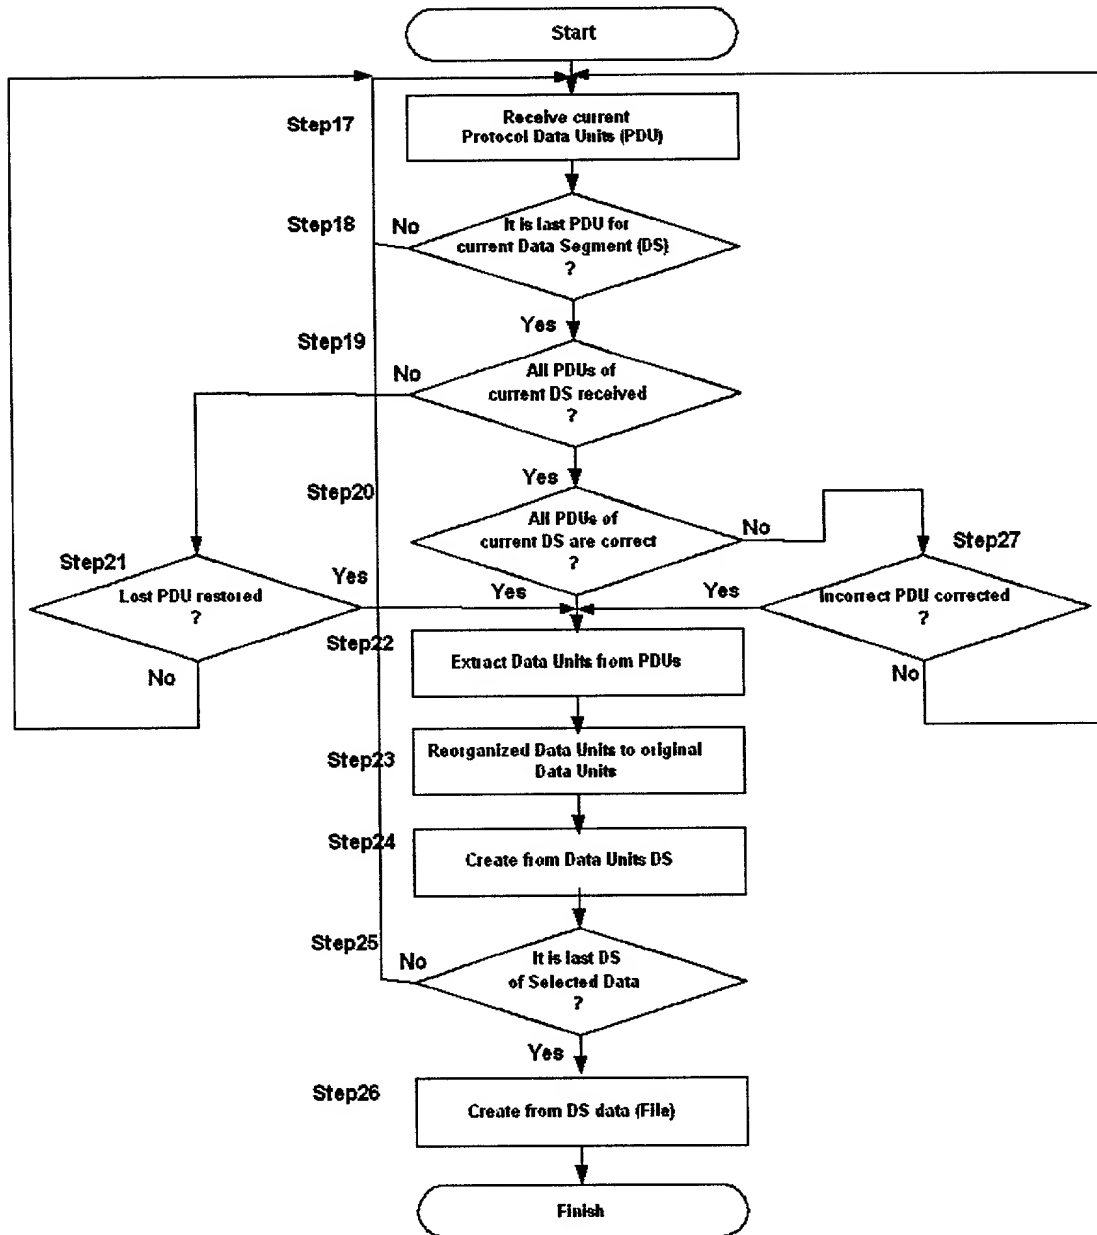 Start
Step17
Receive current
Protocol Data Units (PDU)
Step18
No
It is last PDU for
current Data Segment (DS)
?
Yes
Step19
No
All PDUs of
current DS received
?
Yes
Step20
All PDUs of
current DS are correct
?
No
Step27
Step21
Yes
Yes
Yes
Lost PDU restored
?
Incorrect PDU corrected
?
Step22
No
No
Extract Data Units from PDUs
Step23
Reorganized Data Units to original
Data Units
Step24
Create from Data Units DS
Step25
No
It is last DS
of Selected Data
?
Yes
Step26
Create from DS data (File)
Finish